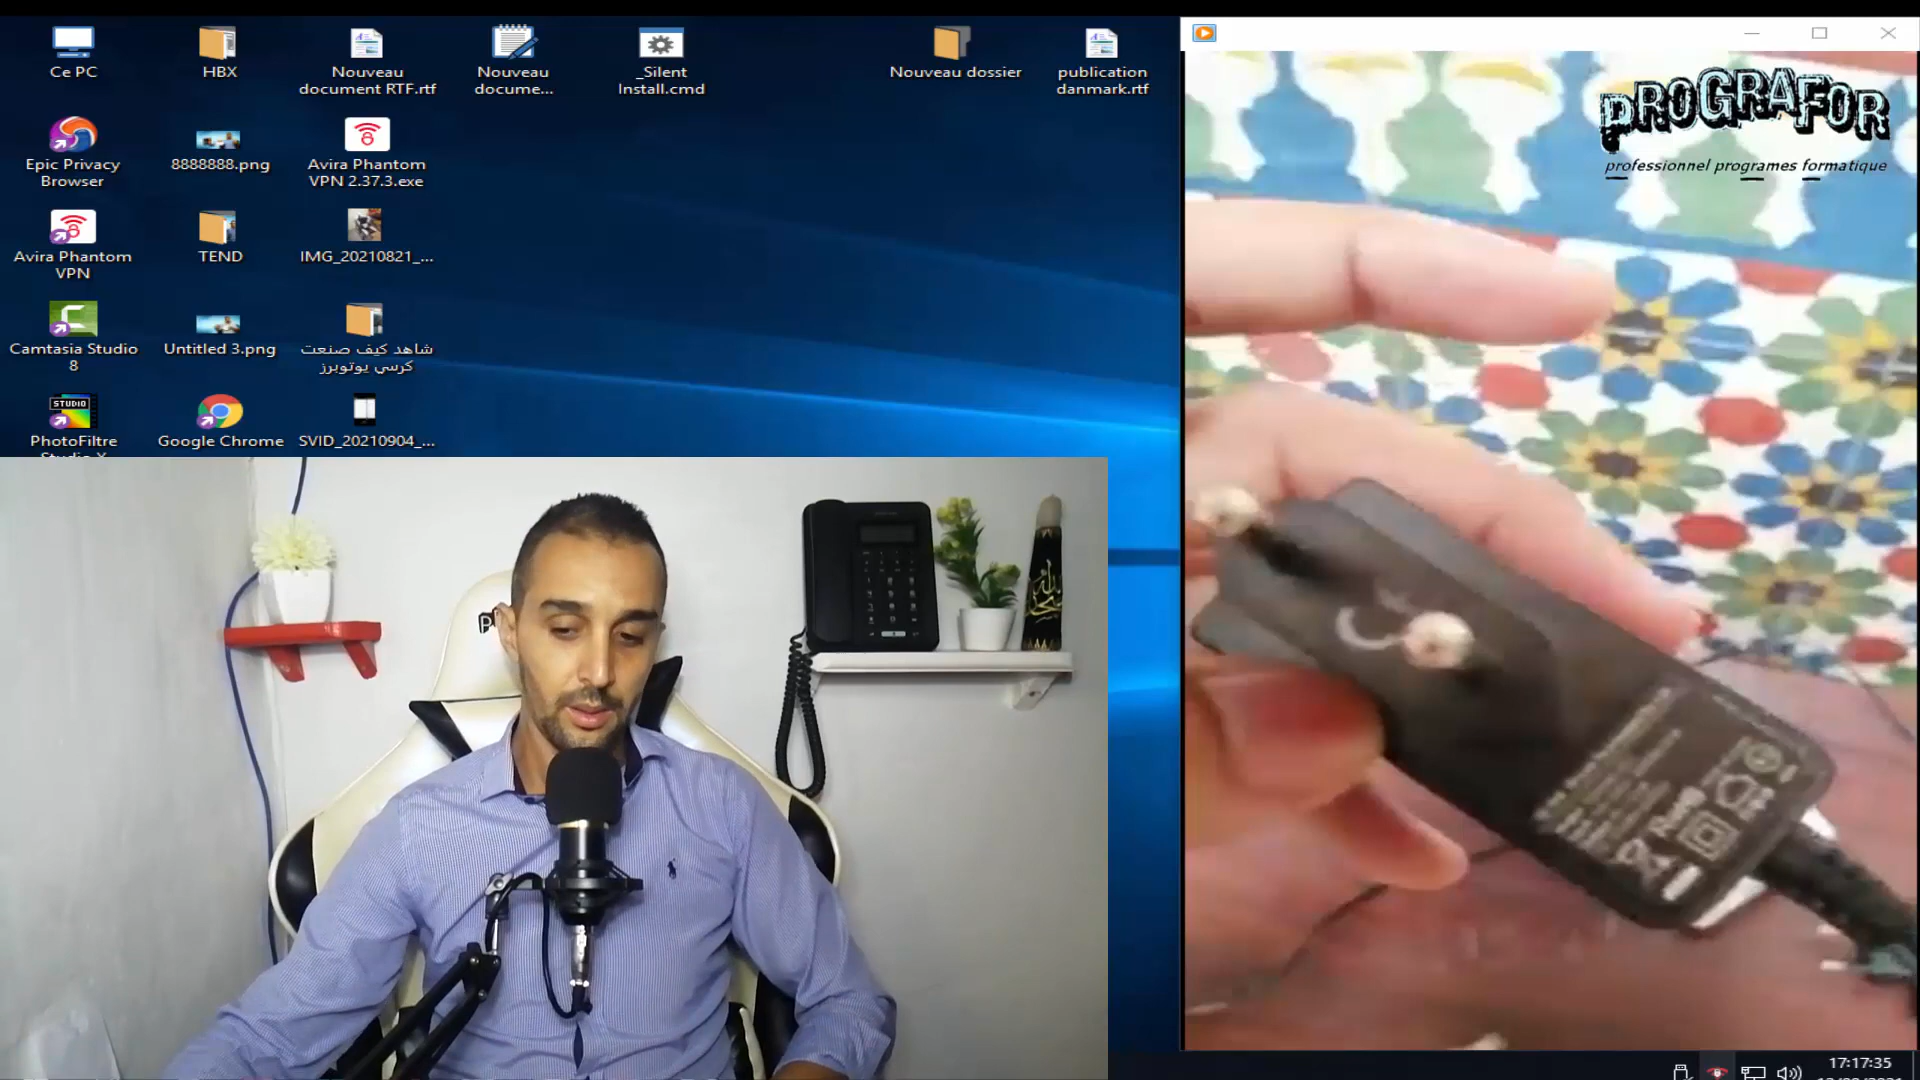 Ce PC
HBX
Nouveau
document RTF.rtf
Nouveau
docume...
_Silent
Install.cmd
Nouveau dossier
publication
danmark.rtf
Epic Privacy
Browser
8888888.png
Avira Phantom
VPN 2.37.3.exe
Avira Phantom
VPN
TEND
IMG_20210821_...
Camtasia Studio
8
Untitled 3.png
شاهد كيف صنعت
كرسي يوتوبرز
STUDIO
PhotoFiltre
Studio X
Google Chrome
SVID_20210904_...
PROGRAFOR
professionnel programes formatique
17:17:35